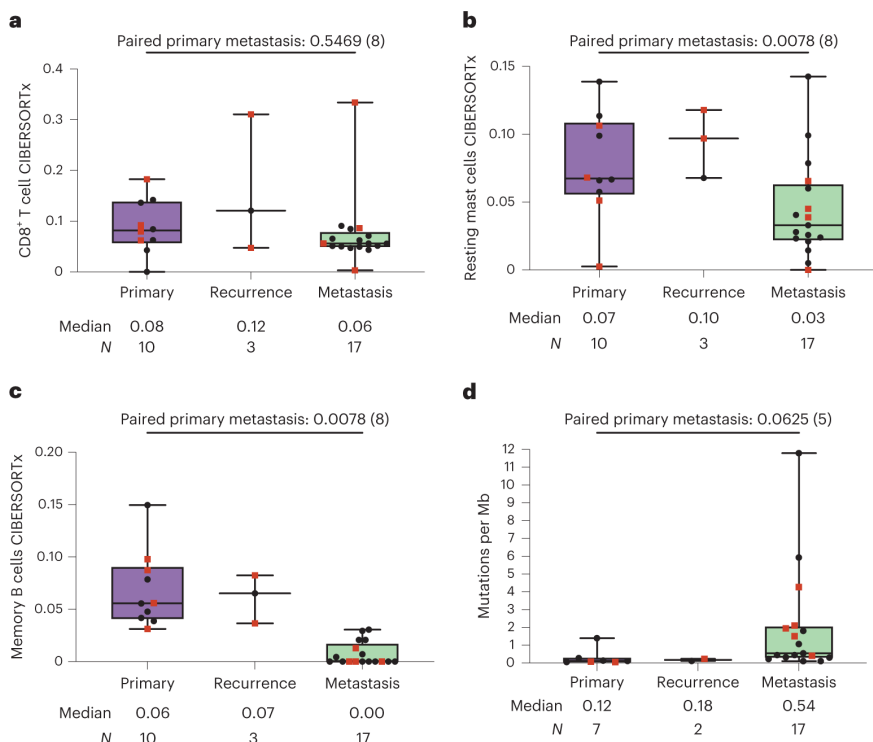 a
Paired primary metastasis: 0.5469 (8)
CD8+ T cell CIBERSORTx
0.4
0.3
0.2
0.1
0
Primary Recurrence Metastasis
Median 0.08 0.12 0.06
N 10 3 17
b
Paired primary metastasis: 0.0078 (8)
Resting mast cells CIBERSORTx
0.15
0.10
0.05
0
Primary Recurrence Metastasis
Median 0.07 0.10 0.03
N 10 3 17
c
Paired primary metastasis: 0.0078 (8)
Memory B cells CIBERSORTx
0.20
0.15
0.10
0.05
0
Primary Recurrence Metastasis
Median 0.06 0.07 0.00
N 10 3 17
d
Paired primary metastasis: 0.0625 (5)
Mutations per Mb
12
11
10
9
8
7
6
5
4
3
2
1
0
Primary Recurrence Metastasis
Median 0.12 0.18 0.54
N 7 2 17